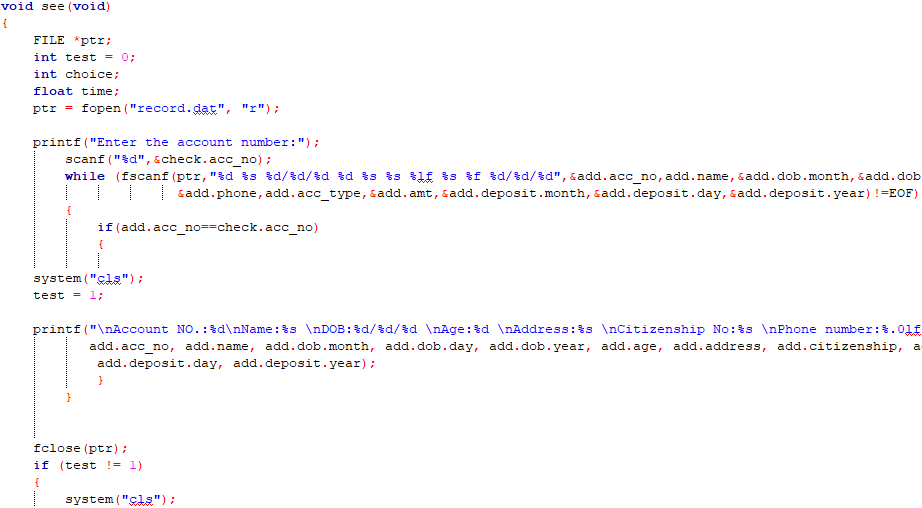 void see(void)
{
FILE *ptr;
int test = 0;
int choice;
float time;
ptr = fopen("record.dat", "r");
printf("Enter the account number:");
scanf("%d",&check.acc_no);
while (fscanf(ptr,"%d %s %d/%d/%d %d %s %s %lf %s %f %d/%d/%d",&add.acc_no,add.name,&add.dob.month,&add.dob
&add.phone,add.acc_type,&add.amt,&add.deposit.month,&add.deposit.day,&add.deposit.year)!=EOF)
{
if(add.acc_no==check.acc_no)
{
system("cls");
test = 1;
printf("\nAccount NO.:%d\nName:%s \nDOB:%d/%d/%d \nAge:%d \nAddress:%s \nCitizenship No:%s \nPhone number:%.0lf
add.acc_no, add.name, add.dob.month, add.dob.day, add.dob.year, add.age, add.address, add.citizenship, a
add.deposit.day, add.deposit.year);
}
}
fclose(ptr);
if (test != 1)
{
system("cls");